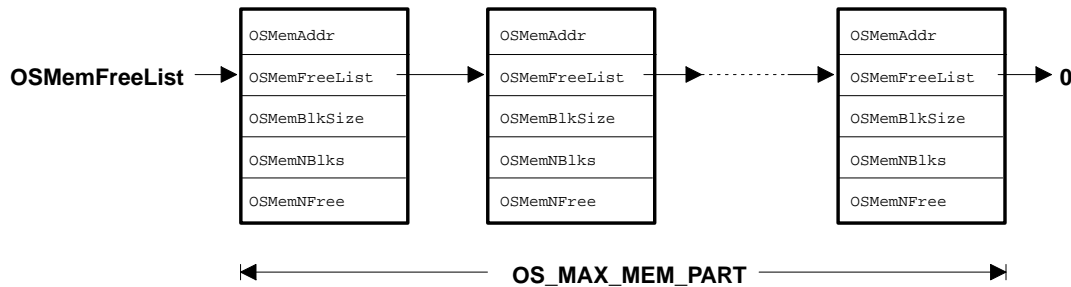 OSMemAddr OSMemAddr OSMemAddr
OSMemFreeList OSMemFreeList OSMemFreeList OSMemFreeList 0
OSMemBlkSize OSMemBlkSize OSMemBlkSize
OSMemNBlks OSMemNBlks OSMemNBlks
OSMemNFree OSMemNFree OSMemNFree
OS_MAX_MEM_PART